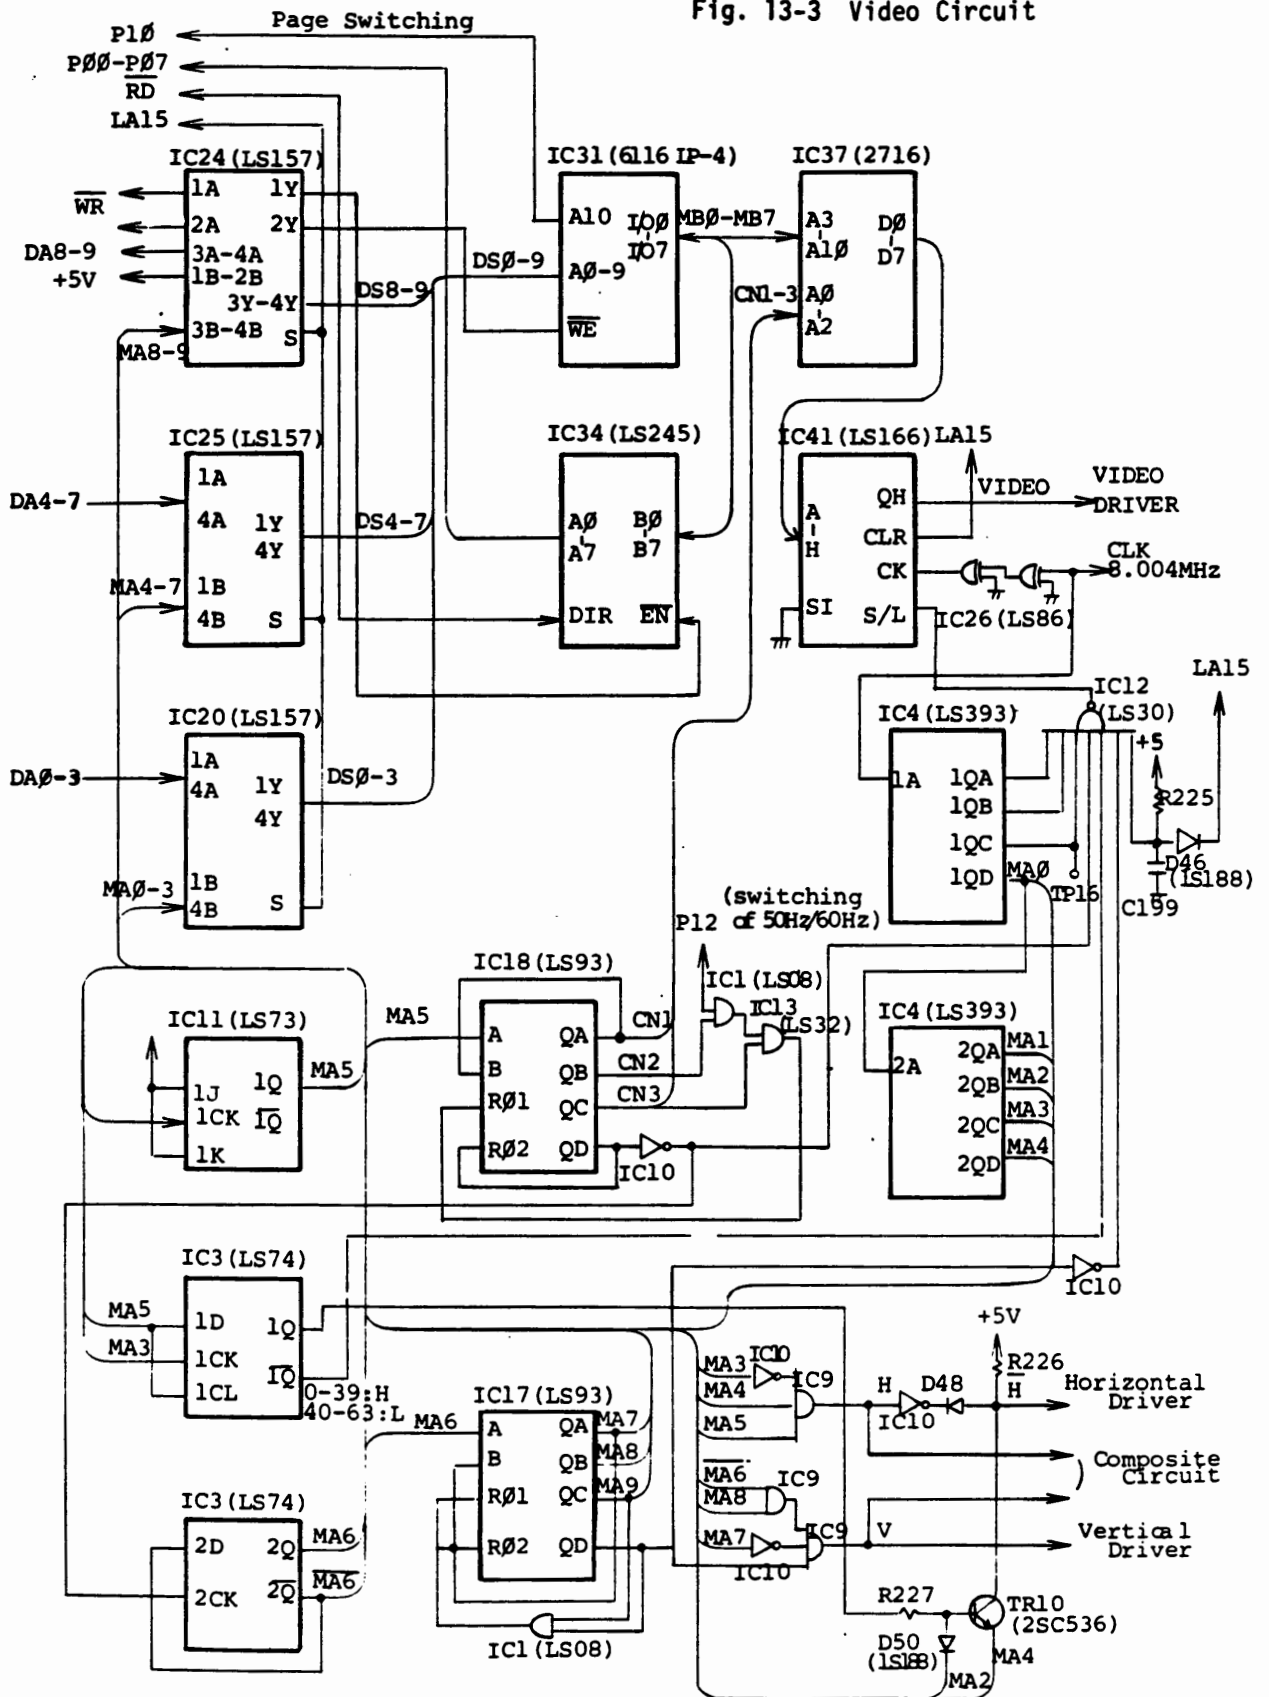 Fig. 13-3 Video Circuit
Page Switching
P1Ø
PØØ-PØ7
RD
LA15
IC24(LS157)
WR
1A 1Y
2A 2Y
DA8-9
3A-4A
+5V
1B-2B
3Y-4Y
3B-4B S
MA8-9
DS8-9
DSØ-9
IC31(6116 LP-4)
A10 I/OØ
I/O7
AØ-9
WE
MBØ-MB7
IC37(2716)
A3 DØ
A1Ø D7
CN1-3
AØ
A2
IC25(LS157)
1A
DA4-7
4A 1Y
4Y
DS4-7
MA4-7
1B
4B S
IC34(LS245)
AØ BØ
A7 B7
DIR EN
IC41(LS166)
LA15
QH
VIDEO
VIDEO
DRIVER
A
H
CLR
CK
CLK
8.004MHz
SI S/L
IC26(LS86)
IC20(LS157)
1A
DAØ-3
4A 1Y
4Y
DSØ-3
MAØ-3
1B
4B S
IC4(LS393)
IC12
(LS30)
LA15
+5
1A 1QA
1QB
1QC
1QD
R225
MAØ
TP16
D46
(1S188)
C199
(switching
of 50Hz/60Hz)
P12
IC18(LS93)
IC1(LS08)
IC13
(LS32)
A QA
B QB
RØ1 QC
RØ2 QD
CN1
CN2
CN3
IC10
IC11(LS73)
1J 1Q
1CK 1Q
1K
MA5
MA5
IC4(LS393)
2A 2QA
2QB
2QC
2QD
MA1
MA2
MA3
MA4
IC3(LS74)
MA5
1D 1Q
MA3
1CK
1CL 1Q
0-39:H
40-63:L
IC10
+5V
R226
IC17(LS93)
MA6
A QA
B QB
RØ1 QC
RØ2 QD
MA7
MA8
MA9
IC1(LS08)
MA3
IC10
IC9
MA4
MA5
H
IC10
D48
H
Horizontal
Driver
MA6
MA8
IC9
MA7
IC10
IC9
V
Composite
Circuit
Vertical
Driver
IC3(LS74)
2D 2Q
2CK 2Q
MA6
MA6
R227
TR10
(2SC536)
D50
(1S188)
MA2
MA4